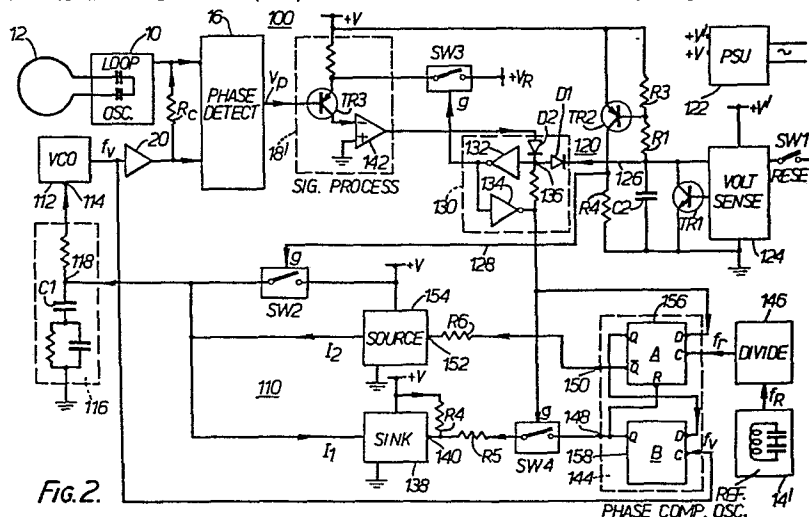 12
10
LOOP
OSC.
16
PHASE DETECT
Rc
Vp
100
+V
TR3
142
18'
SIG. PROCESS
SW3
g
+VR
D1
D2
120
TR2
R3
R1
R4
C2
+V'
+V
PSU
122
+V'
SW1
RESE
VOLT SENSE
124
TR1
126
132
134
136
130
128
VCO
112
114
fv
20
118
C1
116
g
SW2
+V
154
SOURCE
152
R6
I2
+V
110
I1
SINK
138
R4
140
R5
g
SW4
148
150
156
Q
A
D
C
Q̅
R
fr
146
DIVIDE
fR
158
Q
B
D
C
fv
144
PHASE COMP.
REF. OSC.
14'
FIG.2.